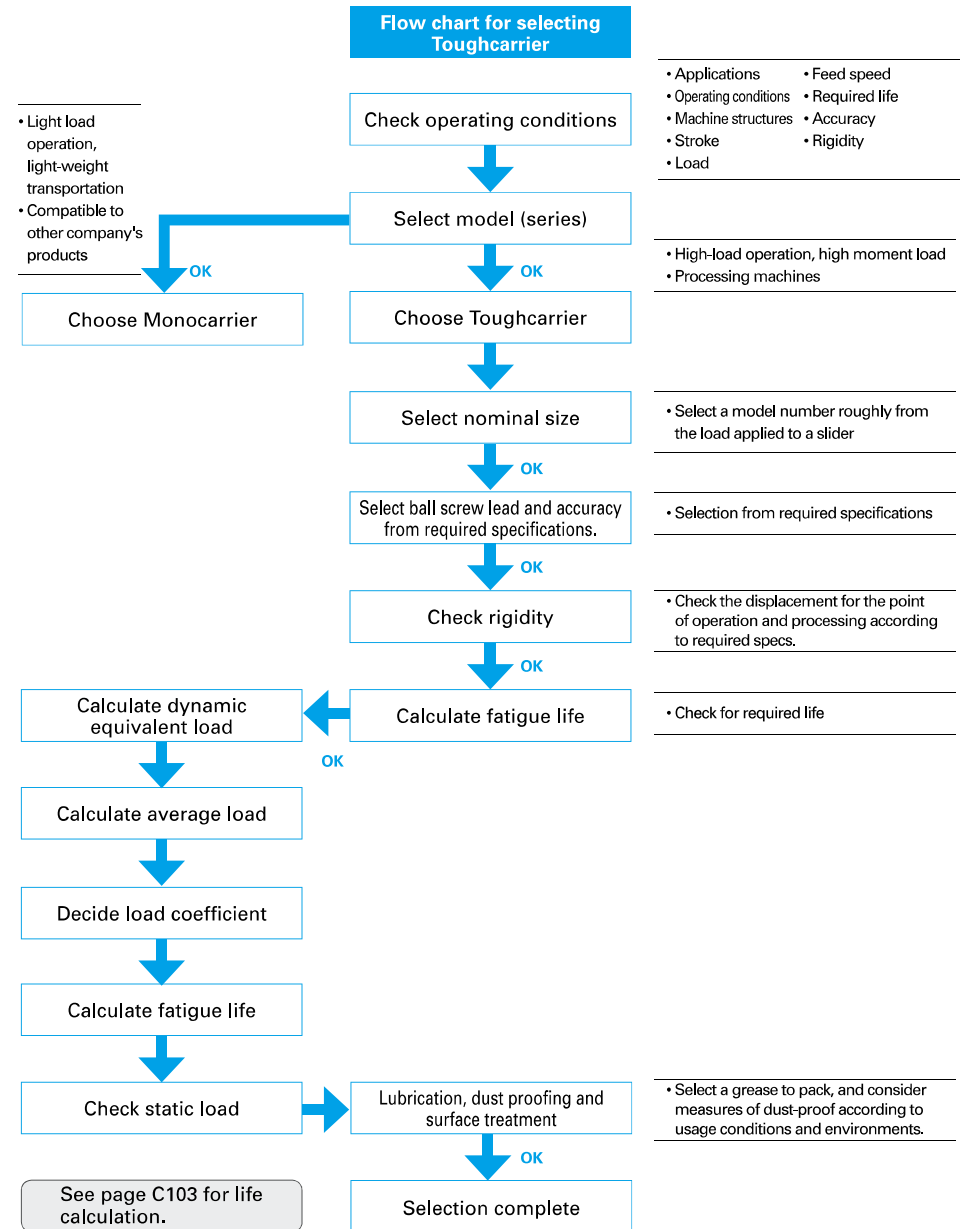 Flow chart for selecting
Toughcarrier
• Applications
• Operating conditions
• Machine structures
• Stroke
• Load
• Feed speed
• Required life
• Accuracy
• Rigidity
Check operating conditions
• Light load
operation,
light-weight
transportation
• Compatible to
other company's
products
Select model (series)
OK
OK
• High-load operation, high moment load
• Processing machines
Choose Monocarrier
Choose Toughcarrier
Select nominal size
• Select a model number roughly from
the load applied to a slider
OK
Select ball screw lead and accuracy
from required specifications.
• Selection from required specifications
OK
Check rigidity
• Check the displacement for the point
of operation and processing according
to required specs.
OK
Calculate fatigue life
• Check for required life
OK
Calculate dynamic
equivalent load
Calculate average load
Decide load coefficient
Calculate fatigue life
Check static load
Lubrication, dust proofing and
surface treatment
• Select a grease to pack, and consider
measures of dust-proof according to
usage conditions and environments.
OK
Selection complete
See page C103 for life
calculation.